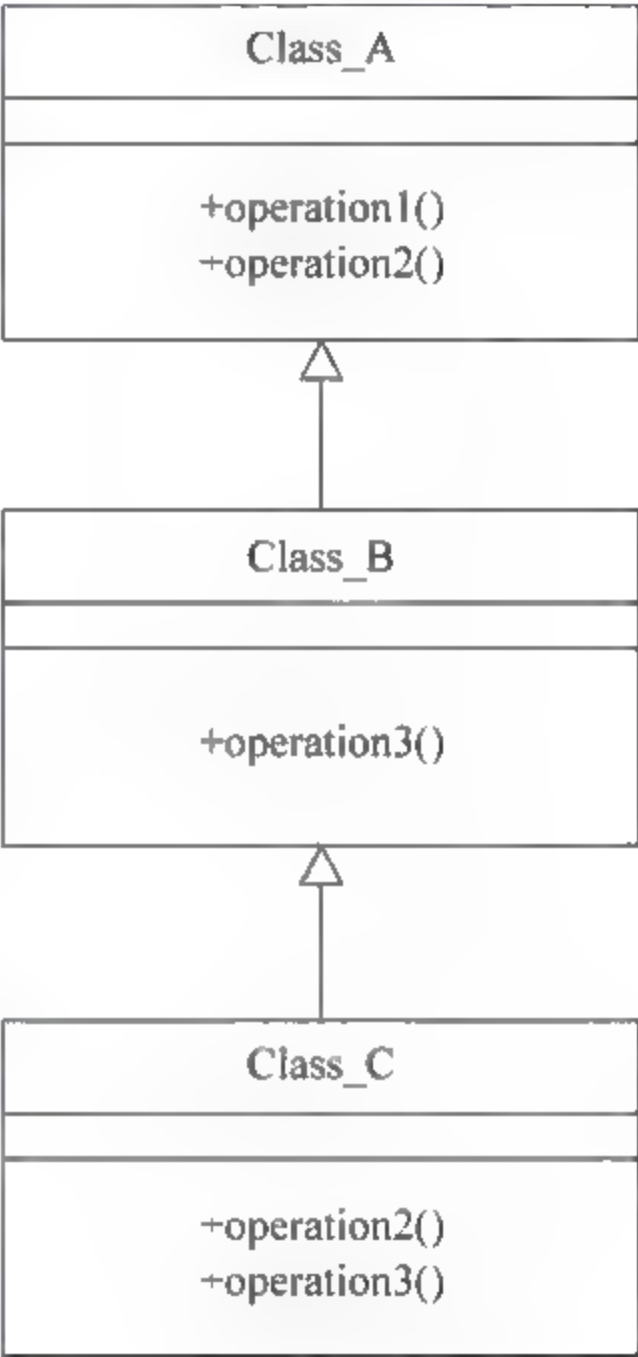 Class_A
+operation1()
+operation2()
Class_B
+operation3()
Class_C
+operation2()
+operation3()